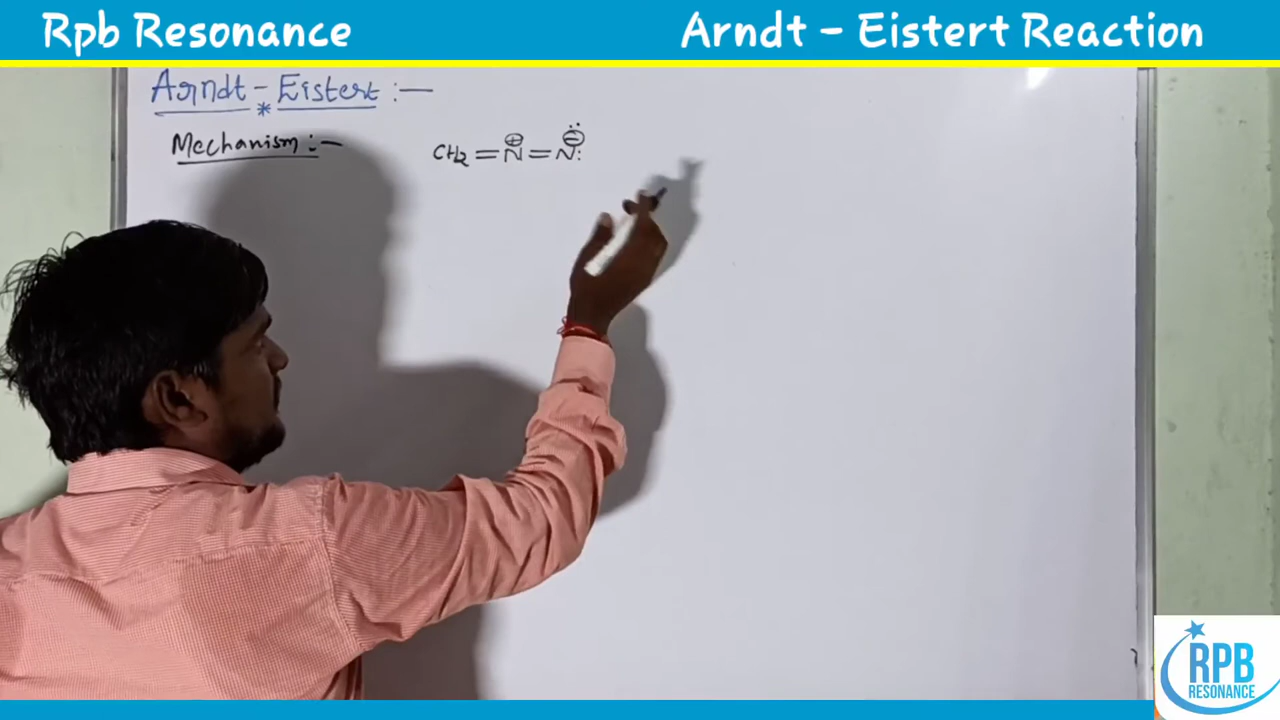 Rpb Resonance
Arndt - Eistert Reaction
Arndt - Eistert :-
*
Mechanism :-
CH₂=N⊕=N⊖:
RPB
RESONANCE